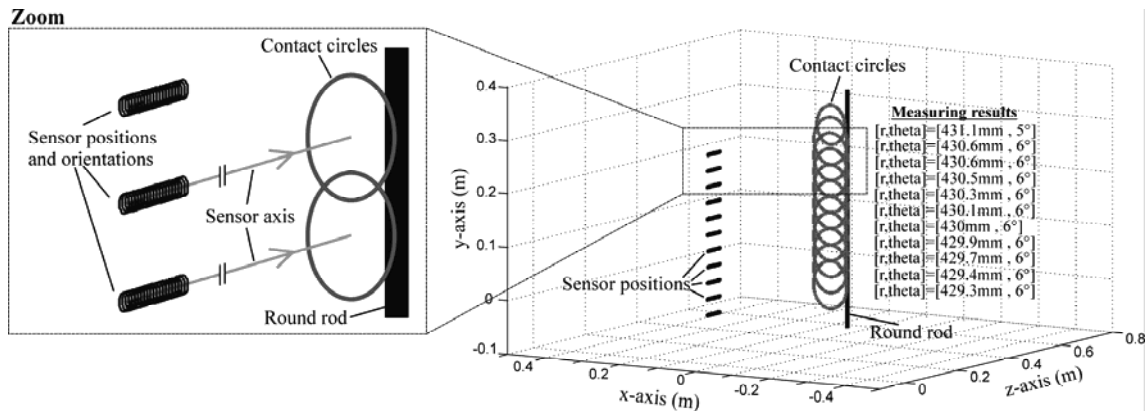 Zoom
Contact circles
Sensor positions
and orientations
Sensor axis
Round rod
Contact circles
Measuring results
[r,theta]=[431.1mm , 5°]
[r,theta]=[430.6mm , 6°]
[r,theta]=[430.6mm , 6°]
[r,theta]=[430.5mm , 6°]
[r,theta]=[430.3mm , 6°]
[r,theta]=[430.1mm , 6°]
[r,theta]=[430mm , 6°]
[r,theta]=[429.9mm , 6°]
[r,theta]=[429.7mm , 6°]
[r,theta]=[429.4mm , 6°]
[r,theta]=[429.3mm , 6°]
Sensor positions
Round rod
y-axis (m)
0.4
0.3
0.2
0.1
0
-0.1
x-axis (m)
0.4
0.2
0
-0.2
-0.4
z-axis (m)
0
0.2
0.4
0.6
0.8